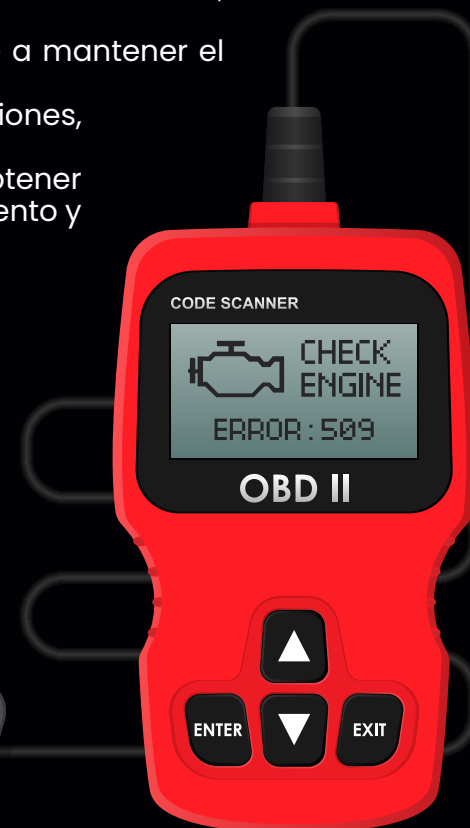 a mantener el
iones,
otener
ento y
CODE SCANNER
CHECK
ENGINE
ERROR:509
OBD II
ENTER
EXIT